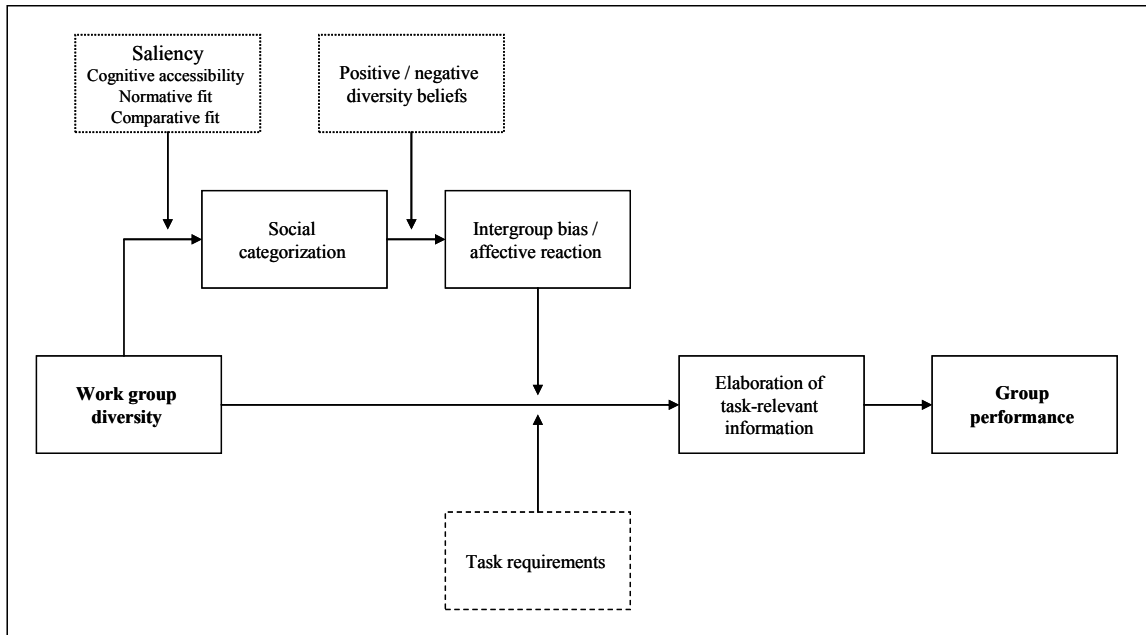 Saliency
Cognitive accessibility
Normative fit
Comparative fit
Positive / negative
diversity beliefs
Social
categorization
Intergroup bias /
affective reaction
Work group
diversity
Elaboration of
task-relevant
information
Group
performance
Task requirements